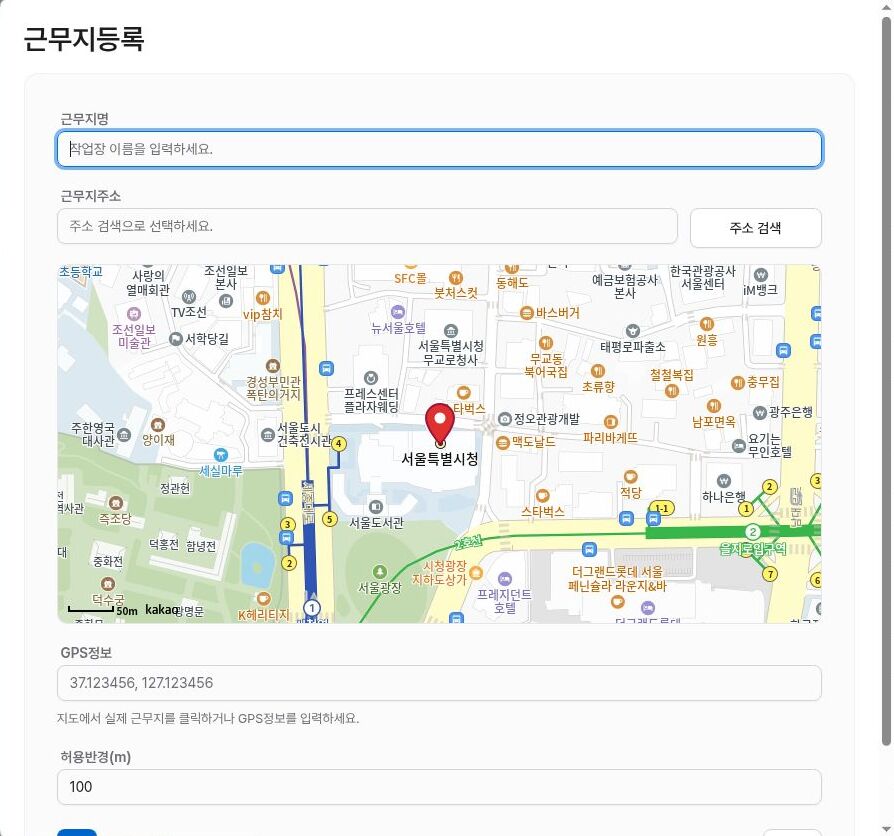 근무지등록
근무지명
작업장 이름을 입력하세요.
근무지주소
주소 검색으로 선택하세요.
주소 검색
초등학교
사랑의
열매회관
조선일보
본사
SFC몰
붓처스컷
동해도
예금보험공사
본사
한국관광공사
서울센터
iM뱅크
TV조선
vip참치
조선일보
미술관
서학당길
뉴서울호텔
바스버거
서울특별시청
무교로청사
태평로파출소
원흥
무교동
북어국집
경성부민관
폭탄의거지
프레스센터
플라자웨딩
초류향
철철복집
충무집
타벅스
남포면옥
광주은행
주한영국
대사관
양이재
서울도시
건축전시관
4
정오관광개발
맥도날드
파리바게뜨
요기는
무인호텔
서울특별시청
세실마루
정관헌
적당
하나은행
2
3
즈조당
서울도서관
스타벅스
1-1
1
3
5
2호선
2
을지로입구역
대
덕홍전
함녕전
중화전
2
시청광장
지하도상가
더그랜드롯데 서울
페닌슐라 라운지&바
7
6
서울광장
프레지던트
호텔
덕수궁
K헤리티지
1
50m
kakao
GPS정보
37.123456, 127.123456
지도에서 실제 근무지를 클릭하거나 GPS정보를 입력하세요.
허용반경(m)
100